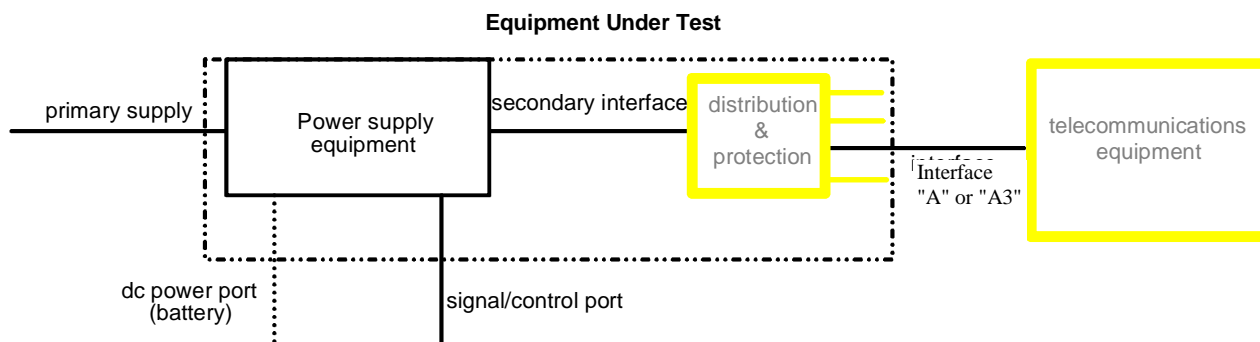 Equipment Under Test
primary supply
Power supply
equipment
secondary interface
distribution
&
protection
telecommunications
equipment
Interface
"A" or "A3"
dc power port
(battery)
signal/control port